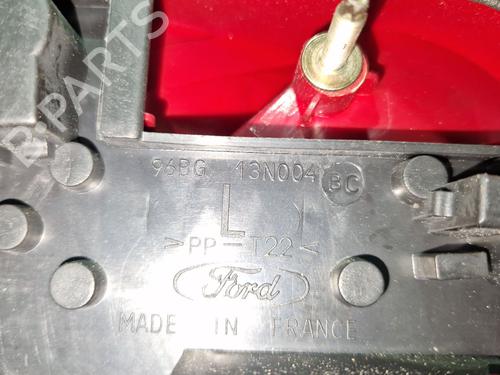 B-PARTS
96BG 13N004 BC
L
>PP-T22<
Ford
MADE IN FRANCE